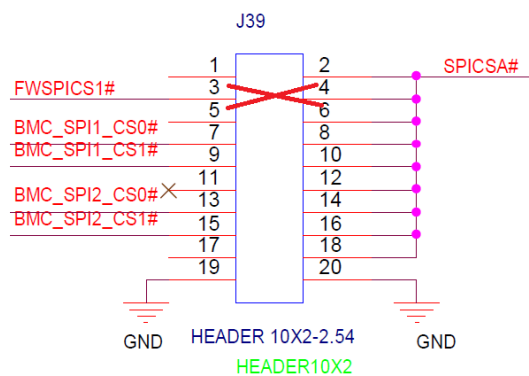 J39
1 2 SPICSA#
FWSPICS1# 3 4
5 6
BMC_SPI1_CS0# 7 8
BMC_SPI1_CS1# 9 10
11 12
BMC_SPI2_CS0# 13 14
BMC_SPI2_CS1# 15 16
17 18
19 20
GND HEADER 10X2-2.54 GND
HEADER10X2